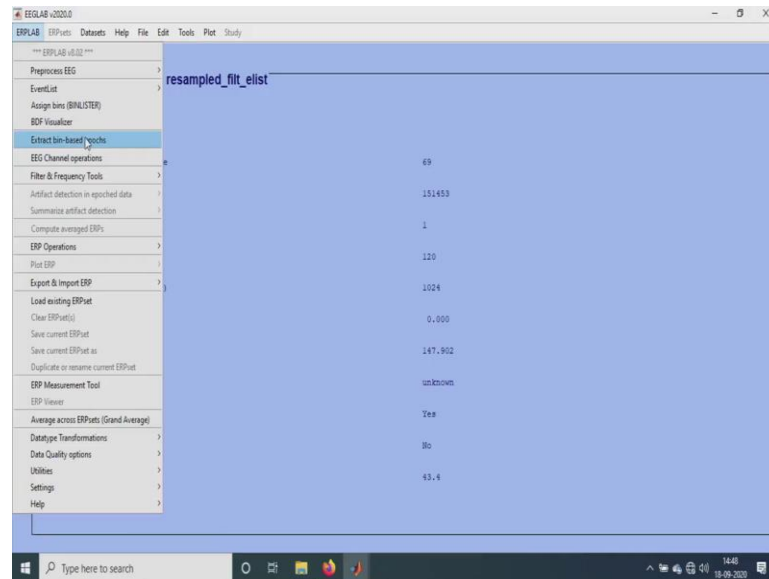 EEGLAB v2020.0
ERPLAB ERPsets Datasets Help File Edit Tools Plot Study
*** ERPLAB v8.02 ***
Preprocess EEG
resampled_filt_elist
EventList
Assign bins (BINLISTER)
BDF Visualizer
Extract bin-based epochs
EEG Channel operations
69
Filter & Frequency Tools
Artifact detection in epoched data
151453
Summarize artifact detection
Compute averaged ERPs
1
ERP Operations
120
Plot ERP
Export & Import ERP
1024
Load existing ERPset
Clear ERPset(s)
0.000
Save current ERPset
Save current ERPset as
147.902
Duplicate or rename current ERPset
ERP Measurement Tool
unknown
ERP Viewer
Yes
Average across ERPsets (Grand Average)
Datatype Transformations
No
Data Quality options
Utilities
43.4
Settings
Help
Type here to search
14:48
18-09-2020